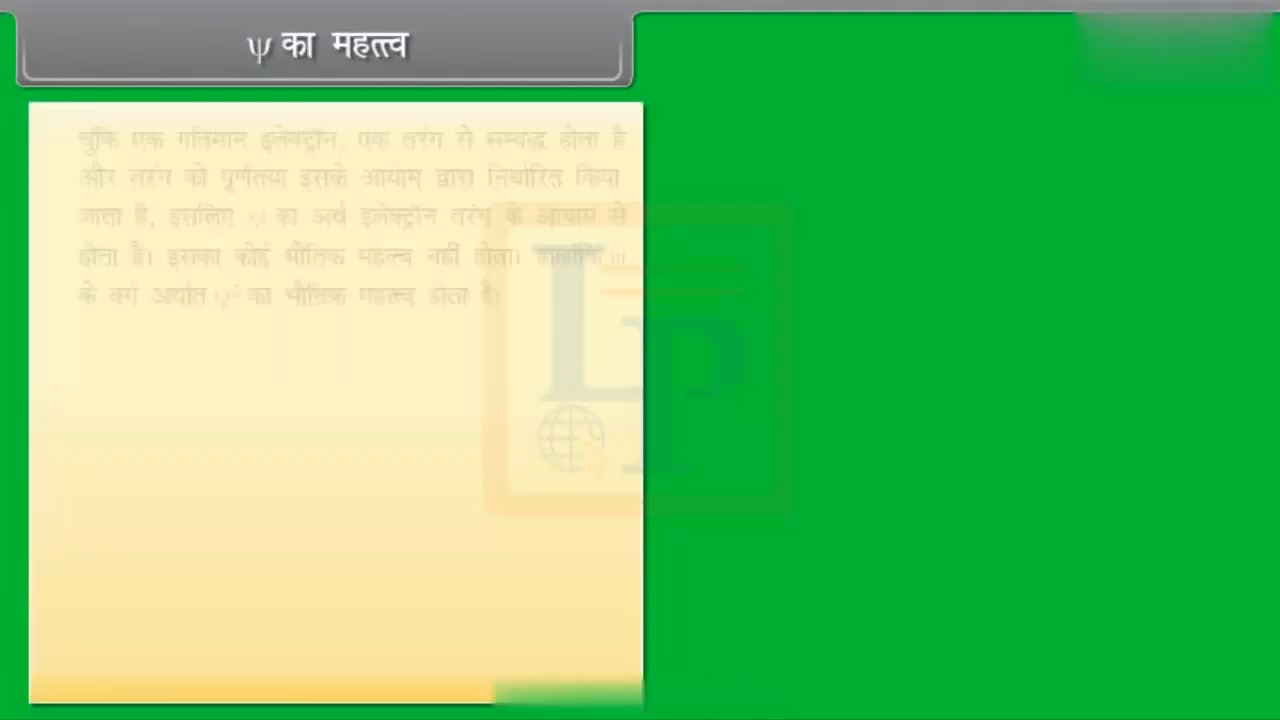 ψ का महत्त्व
चूँकि एक गतिमान इलेक्ट्रॉन, एक तरंग से सम्बद्ध होता है
और तरंग को पूर्णतया इसके आयाम द्वारा निर्धारित किया
जाता है, इसलिए ψ का अर्थ इलेक्ट्रॉन तरंग के आयाम से
होता है। इसका कोई भौतिक महत्त्व नहीं होता। हालाँकि ψ
के वर्ग अर्थात ψ² का भौतिक महत्त्व होता है।
LP